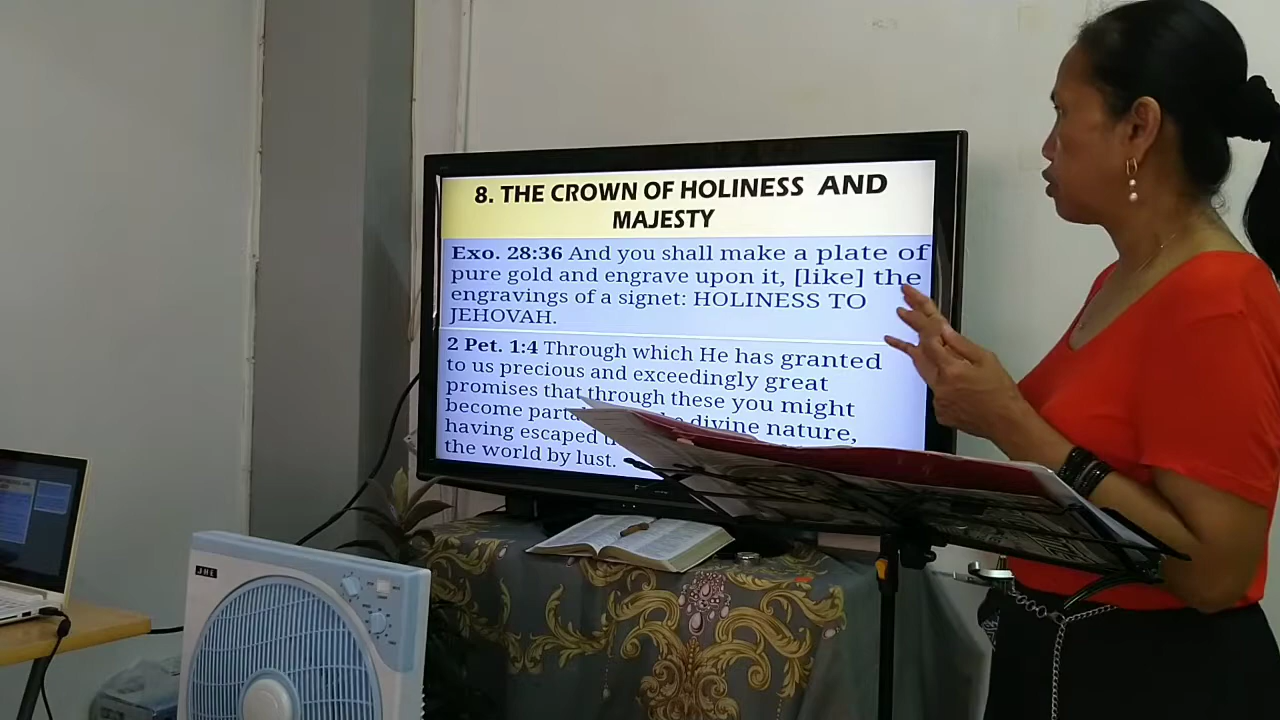 8. THE CROWN OF HOLINESS AND
MAJESTY
Exo. 28:36 And you shall make a plate of
pure gold and engrave upon it, [like] the
engravings of a signet: HOLINESS TO
JEHOVAH.
2 Pet. 1:4 Through which He has granted
to us precious and exceedingly great
promises that through these you might
become divine nature,
having escaped
the world by lust.
JHE